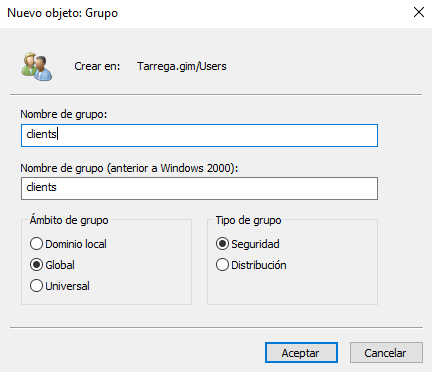 Nuevo objeto: Grupo
Crear en: Tarrega.gim/Users
Nombre de grupo:
clients
Nombre de grupo (anterior a Windows 2000):
clients
Ámbito de grupo
Dominio local
Global
Universal
Tipo de grupo
Seguridad
Distribución
Aceptar
Cancelar